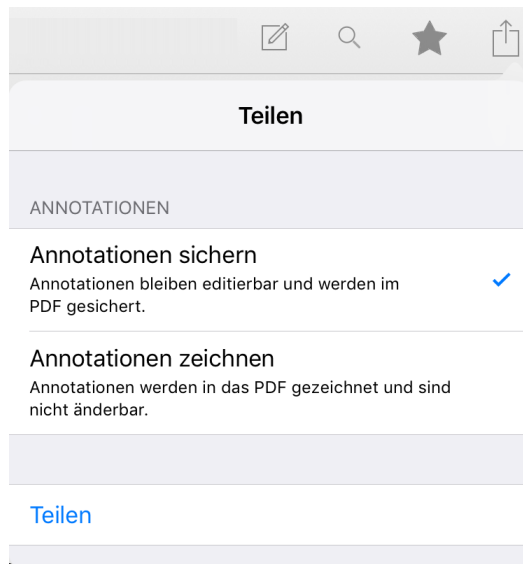 Teilen
ANNOTATIONEN
Annotationen sichern
Annotationen bleiben editierbar und werden im
PDF gesichert.
Annotationen zeichnen
Annotationen werden in das PDF gezeichnet und sind
nicht änderbar.
Teilen